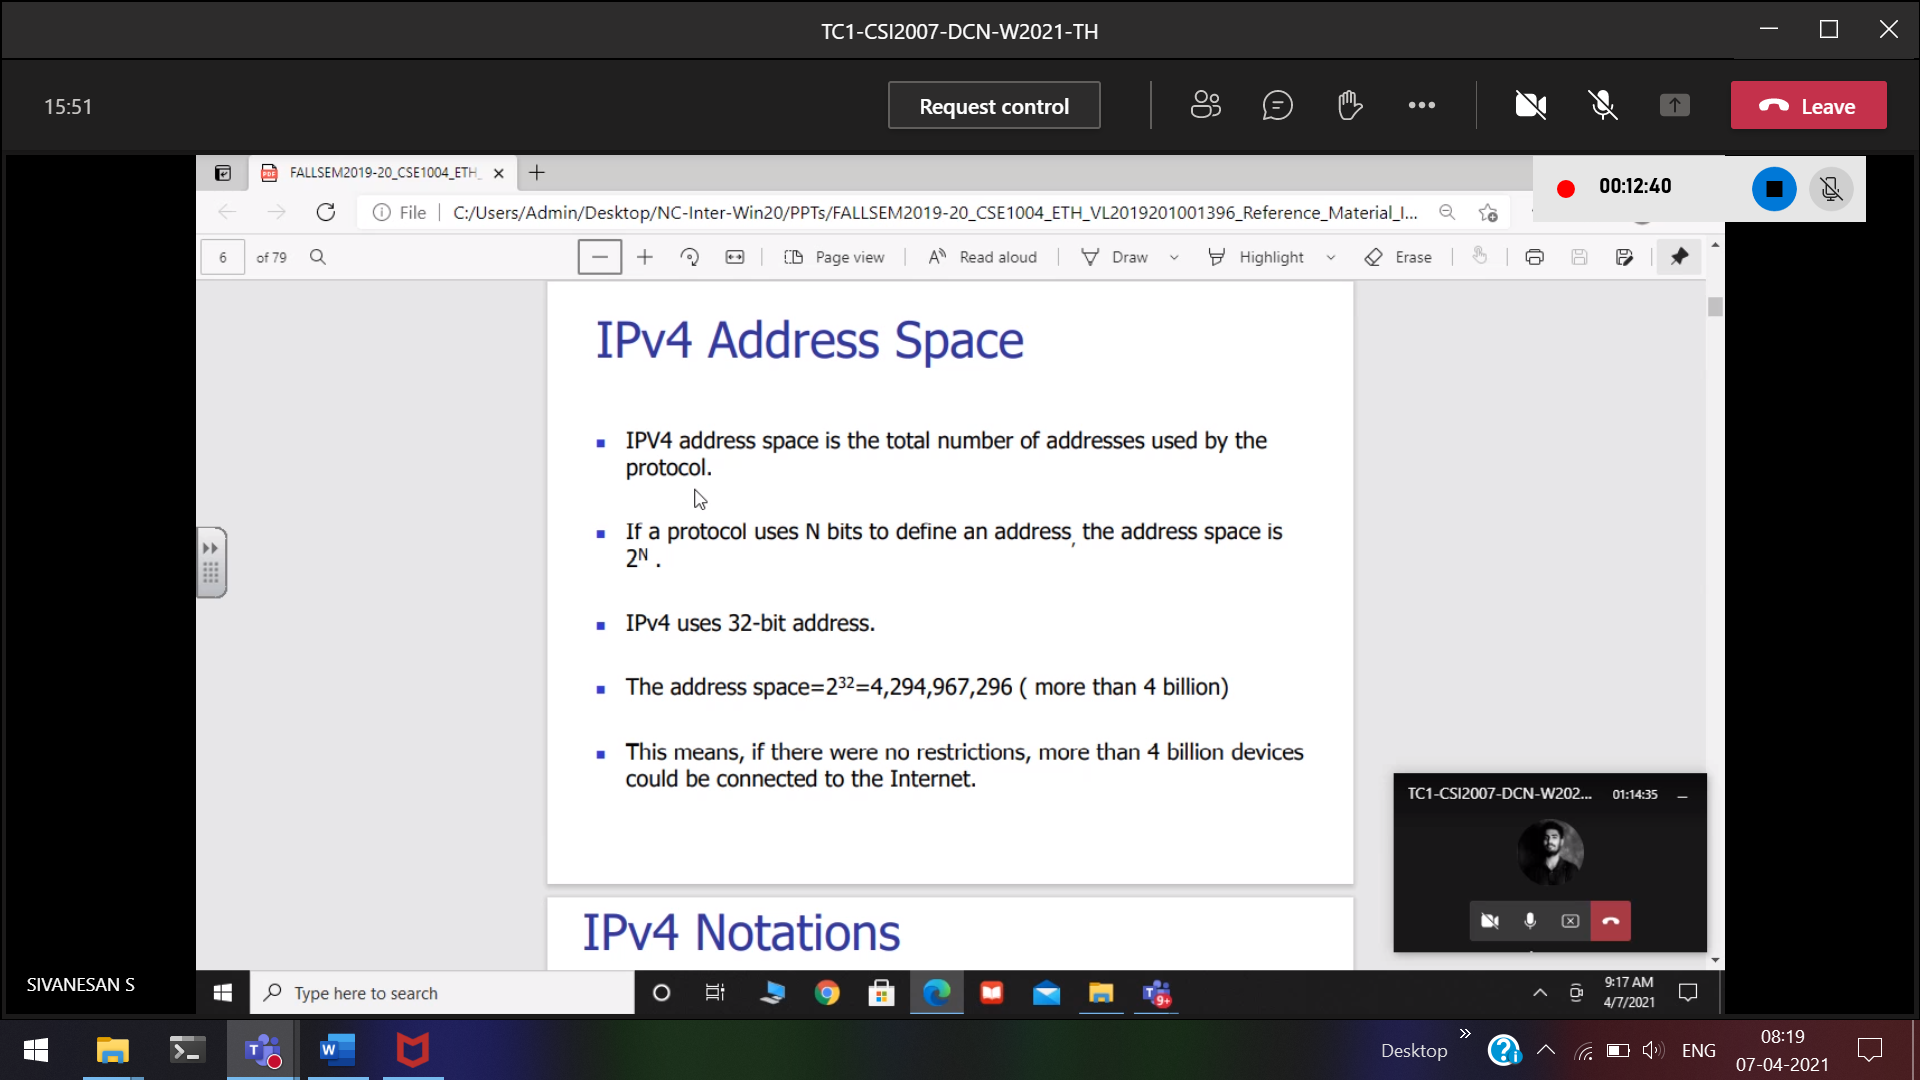 TC1-CSI2007-DCN-W2021-TH
15:51
Request control
Leave
FALLSEM2019-20_CSE1004_ETH_
00:12:40
File
C:/Users/Admin/Desktop/NC-Inter-Win20/PPTs/FALLSEM2019-20_CSE1004_ETH_VL2019201001396_Reference_Material_I...
6 of 79
Page view
Read aloud
Draw
Highlight
Erase
IPv4 Address Space
IPV4 address space is the total number of addresses used by the
protocol.
If a protocol uses N bits to define an address, the address space is
2ᴺ .
IPv4 uses 32-bit address.
The address space=2³²=4,294,967,296 ( more than 4 billion)
This means, if there were no restrictions, more than 4 billion devices
could be connected to the Internet.
TC1-CSI2007-DCN-W202...
01:14:35
IPv4 Notations
SIVANESAN S
Type here to search
9+
9:17 AM
4/7/2021
Desktop
ENG
08:19
07-04-2021